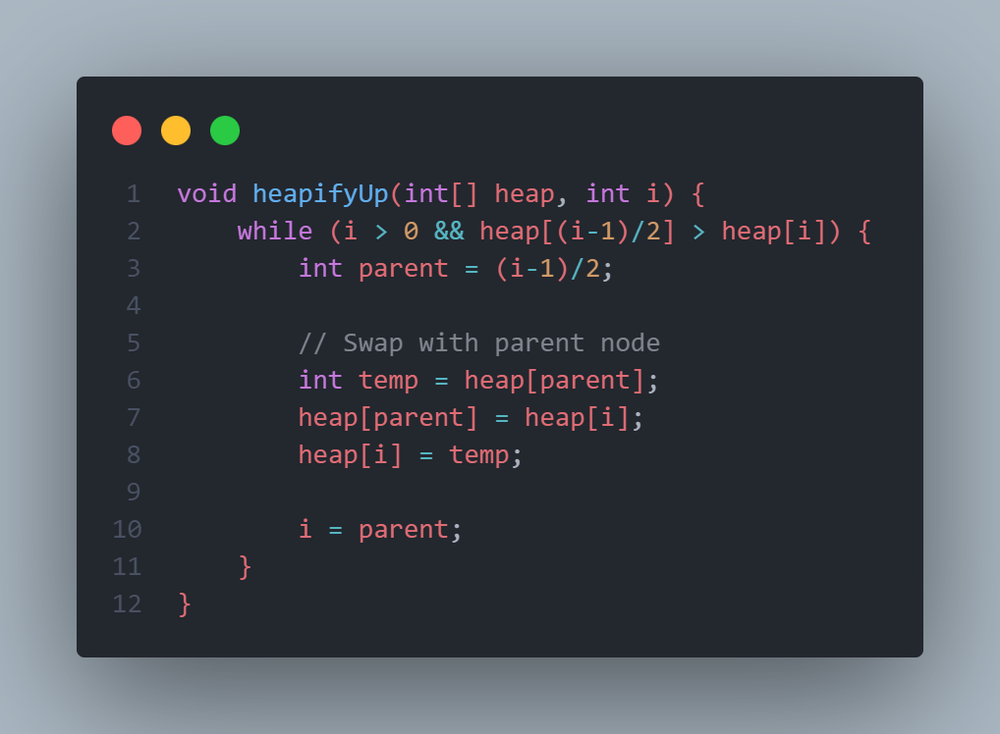 1 void heapifyUp(int[] heap, int i) {
2     while (i > 0 && heap[(i-1)/2] > heap[i]) {
3         int parent = (i-1)/2;
4
5         // Swap with parent node
6         int temp = heap[parent];
7         heap[parent] = heap[i];
8         heap[i] = temp;
9
10         i = parent;
11     }
12 }